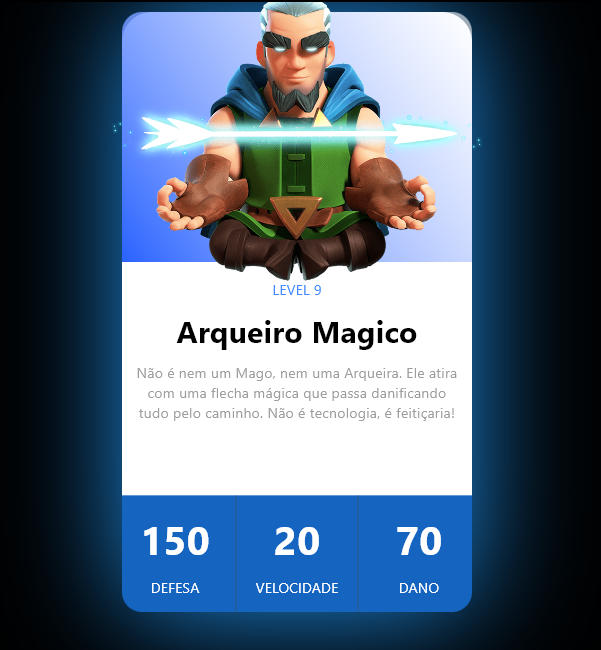 LEVEL 9
Arqueiro Magico
Não é nem um Mago, nem uma Arqueira. Ele atira
com uma flecha mágica que passa danificando
tudo pelo caminho. Não é tecnologia, é feitiçaria!
150 20 70
DEFESA VELOCIDADE DANO